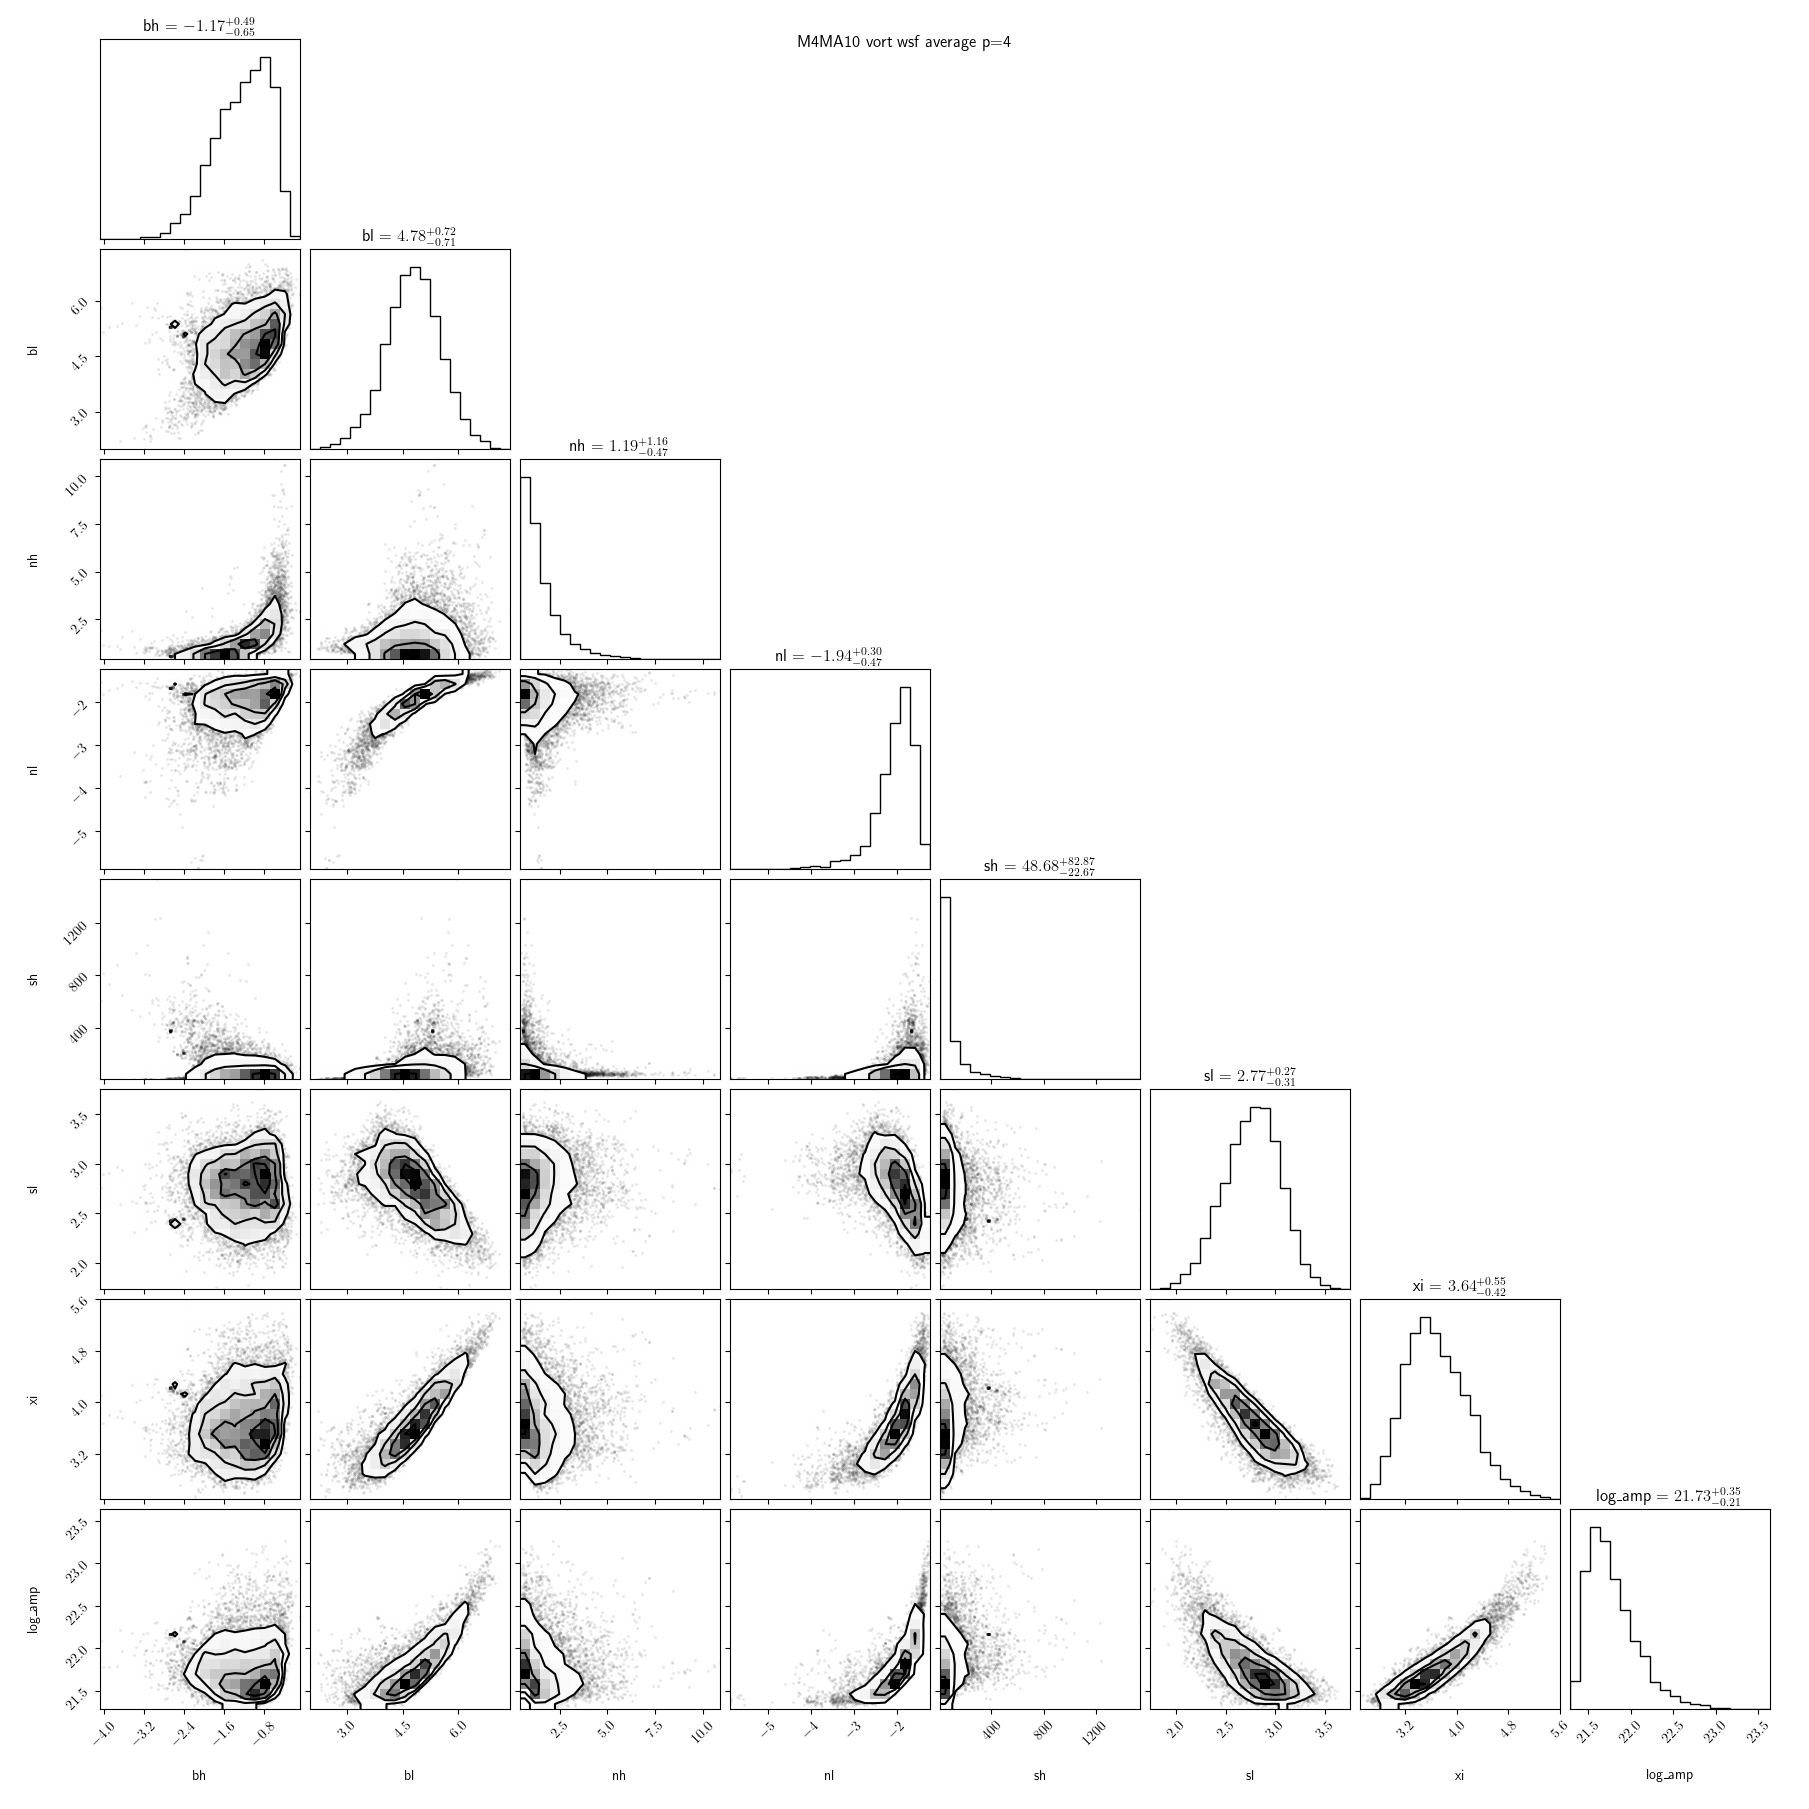 M4MA10 vort wsf average p=4
bh = −1.17 +0.49 −0.65
bl = 4.78 +0.72 −0.71
nh = 1.19 +1.16 −0.47
nl = −1.94 +0.30 −0.47
sh = 48.68 +82.87 −22.67
sl = 2.77 +0.27 −0.31
xi = 3.64 +0.55 −0.42
log_amp = 21.73 +0.35 −0.21
bl
6.0
4.5
3.0
nh
10.0
7.5
5.0
2.5
nl
−2
−3
−4
−5
sh
1200
800
400
sl
3.5
3.0
2.5
2.0
xi
5.6
4.8
4.0
3.2
log_amp
23.5
23.0
22.5
22.0
21.5
−4.0 −3.2 −2.4 −1.6 −0.8
3.0 4.5 6.0
2.5 5.0 7.5 10.0
−5 −4 −3 −2
400 800 1200
2.0 2.5 3.0 3.5
3.2 4.0 4.8 5.6
21.5 22.0 22.5 23.0 23.5
bh bl nh nl sh sl xi log_amp